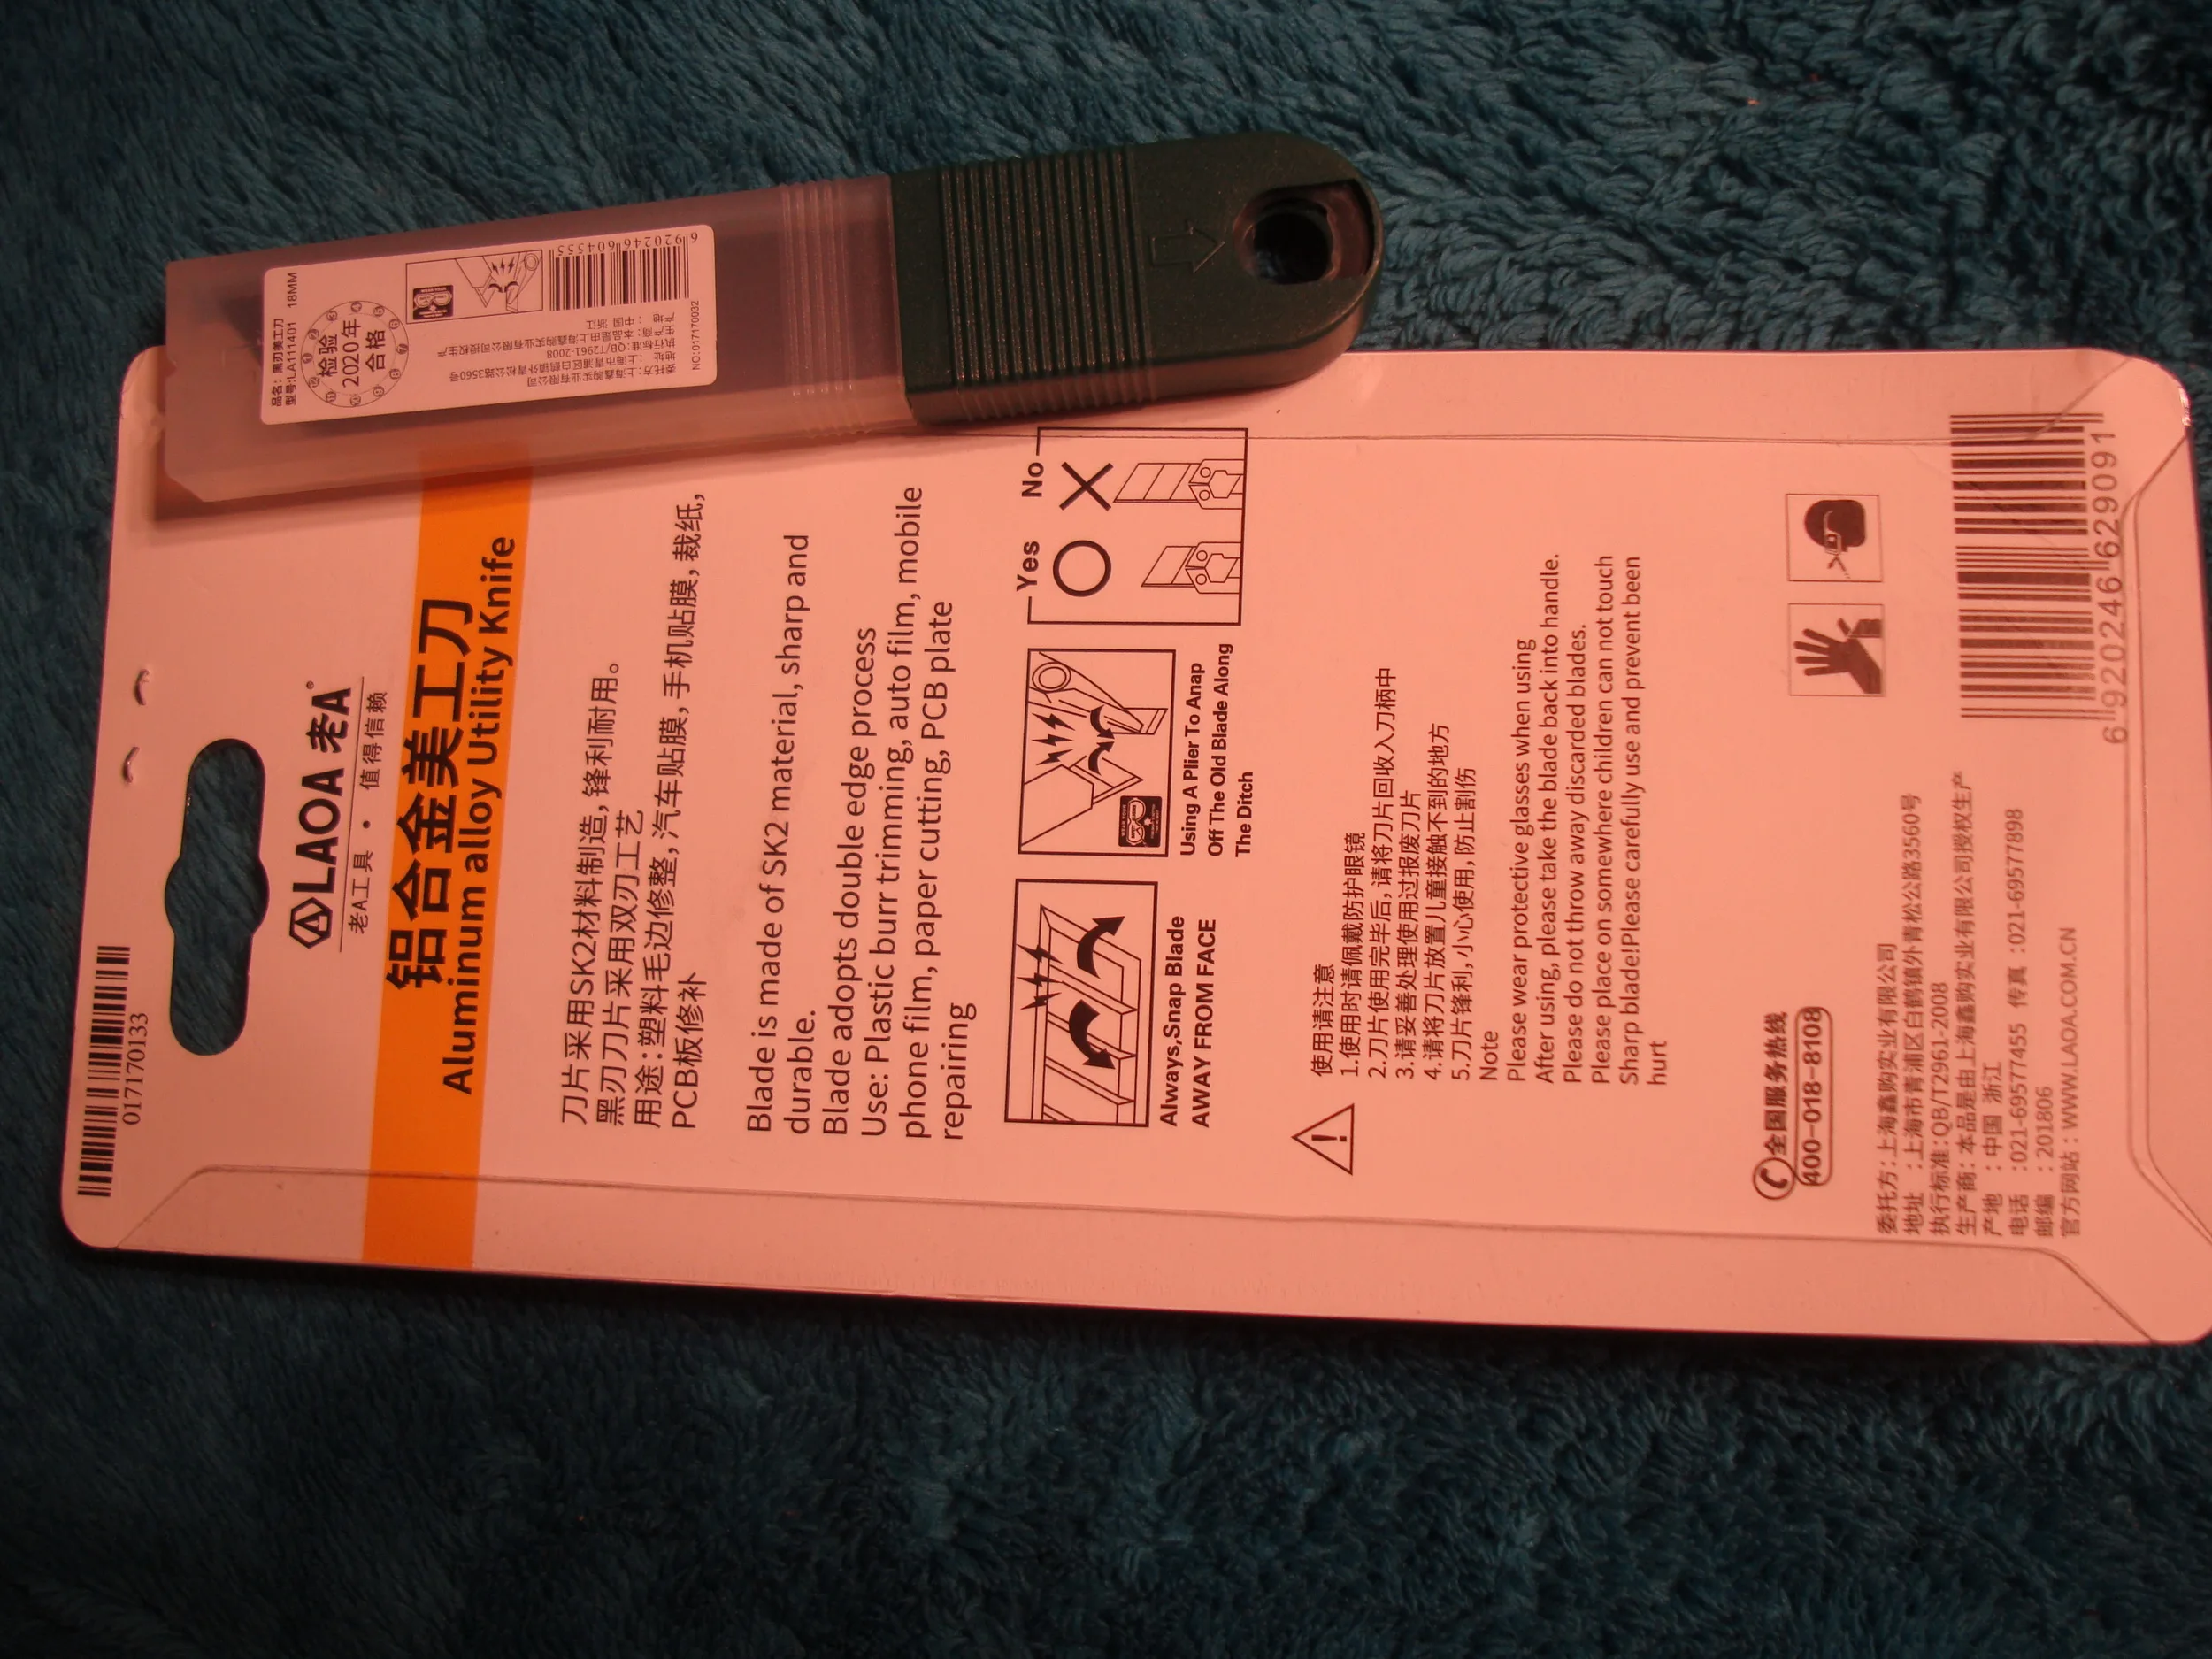 017170133
LAOA 老A®
老A工具 · 值得信赖
铝合金美工刀
Aluminum alloy Utility Knife
刀片采用SK2材料制造,锋利耐用。
黑刃刀片采用双刃工艺
用途:塑料毛边修整,汽车贴膜,手机贴膜,裁纸,
PCB板修补
Blade is made of SK2 material, sharp and
durable.
Blade adopts double edge process
Use: Plastic burr trimming, auto film, mobile
phone film, paper cutting, PCB plate
repairing
Always,Snap Blade
AWAY FROM FACE
Using A Plier To Anap
Off The Old Blade Along
The Ditch
Yes No
使用请注意
1.使用时请佩戴防护眼镜
2.刀片使用完毕后,请将刀片回收入刀柄中
3.请妥善处理使用过报废刀片
4.请将刀片放置儿童接触不到的地方
5.刀片锋利,小心使用,防止割伤
Note
Please wear protective glasses when using
After using, please take the blade back into handle.
Please do not throw away discarded blades.
Please place on somewhere children can not touch
Sharp blade!Please carefully use and prevent been
hurt
全国服务热线
400-018-8108
委托方:上海鑫购实业有限公司
地址 :上海市青浦区白鹤镇外青松公路3560号
执行标准:QB/T2961-2008
生产商:本品是由上海鑫购实业有限公司授权生产
产地 :中国 浙江
电话 :021-69577455 传真 :021-69577898
邮编 :201806
官方网站:WWW.LAOA.COM.CN
6 920246 629091
品名: 黑刃美工刀
型号:LA111401 18MM
检验
2020年
合格
6 920246 604555
QB/T2961-2008
NO:017170032